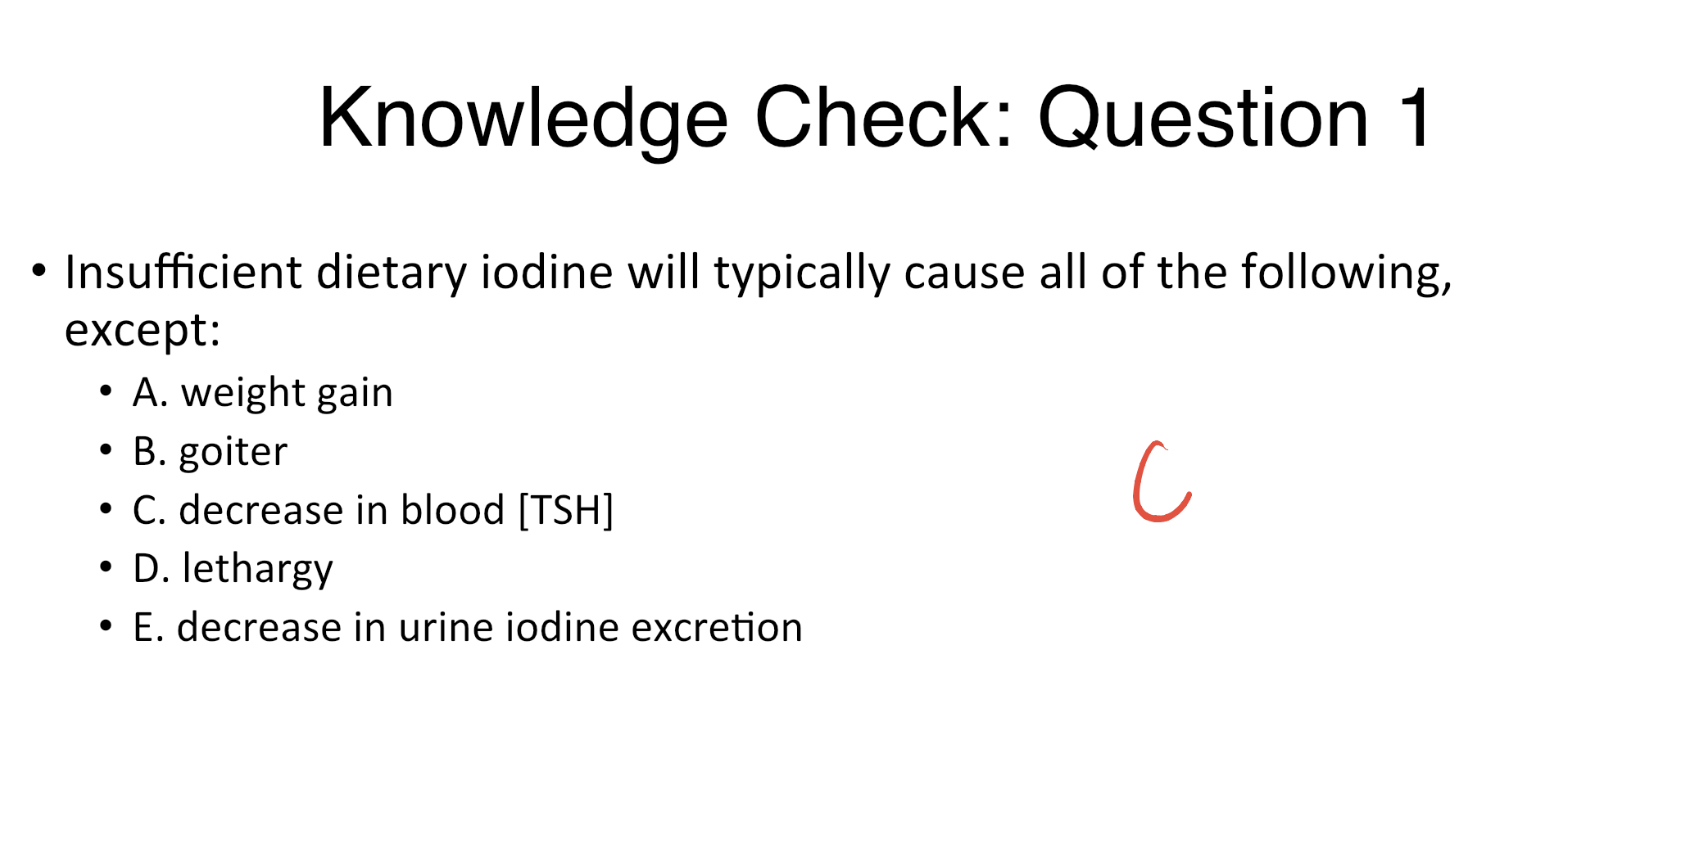 Knowledge Check: Question 1
• Insufficient dietary iodine will typically cause all of the following,
except:
• A. weight gain
• B. goiter
• C. decrease in blood [TSH]
C
• D. lethargy
• E. decrease in urine iodine excretion